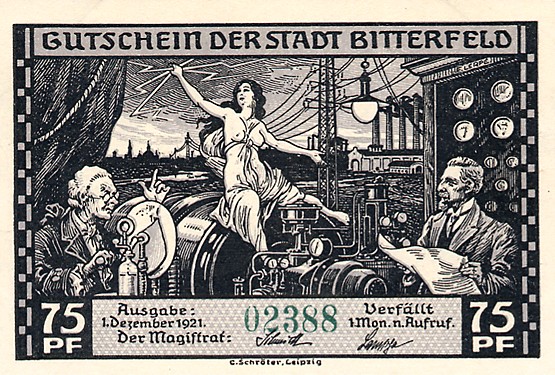 GUTSCHEIN DER STADT BITTERFELD
75
PF
Ausgabe:
1. Dezember 1921.
Der Magistrat:
02388
Verfällt
1 Mon. n. Aufruf.
75
PF
C. Schröter, Leipzig